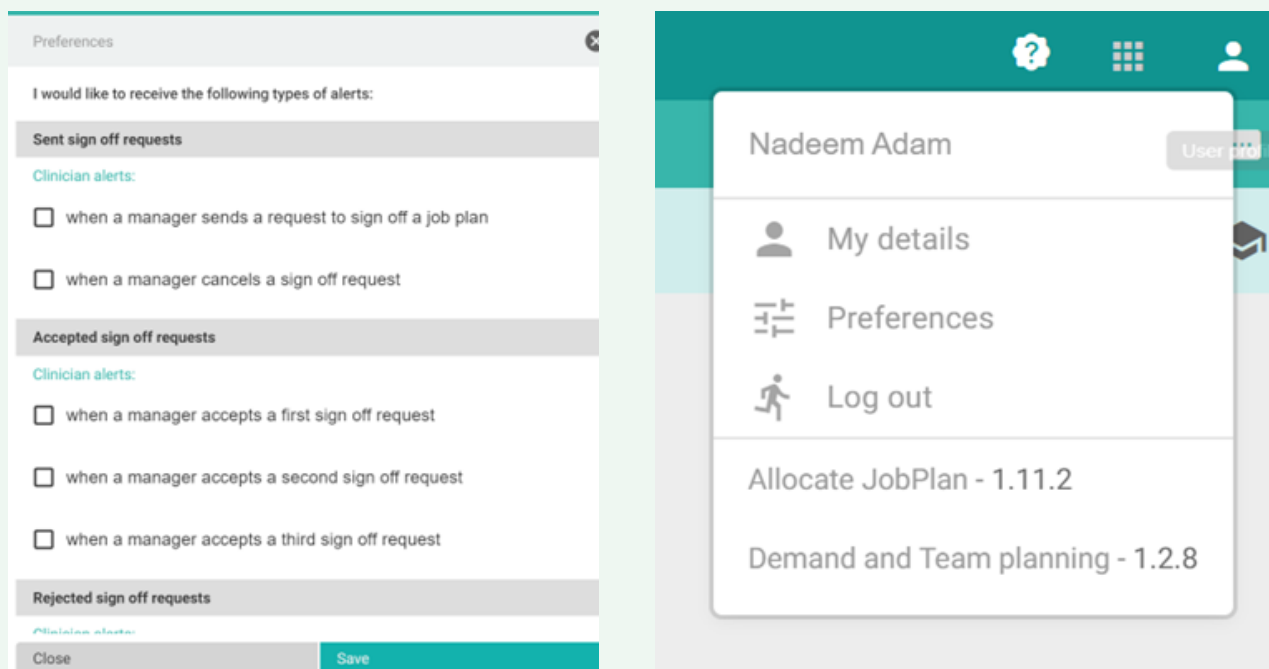 Preferences
I would like to receive the following types of alerts:
Sent sign off requests
Clinician alerts:
when a manager sends a request to sign off a job plan
when a manager cancels a sign off request
Accepted sign off requests
Clinician alerts:
when a manager accepts a first sign off request
when a manager accepts a second sign off request
when a manager accepts a third sign off request
Rejected sign off requests
Clinician alerts:
Close
Save
Nadeem Adam
User profi
My details
Preferences
Log out
Allocate JobPlan - 1.11.2
Demand and Team planning - 1.2.8